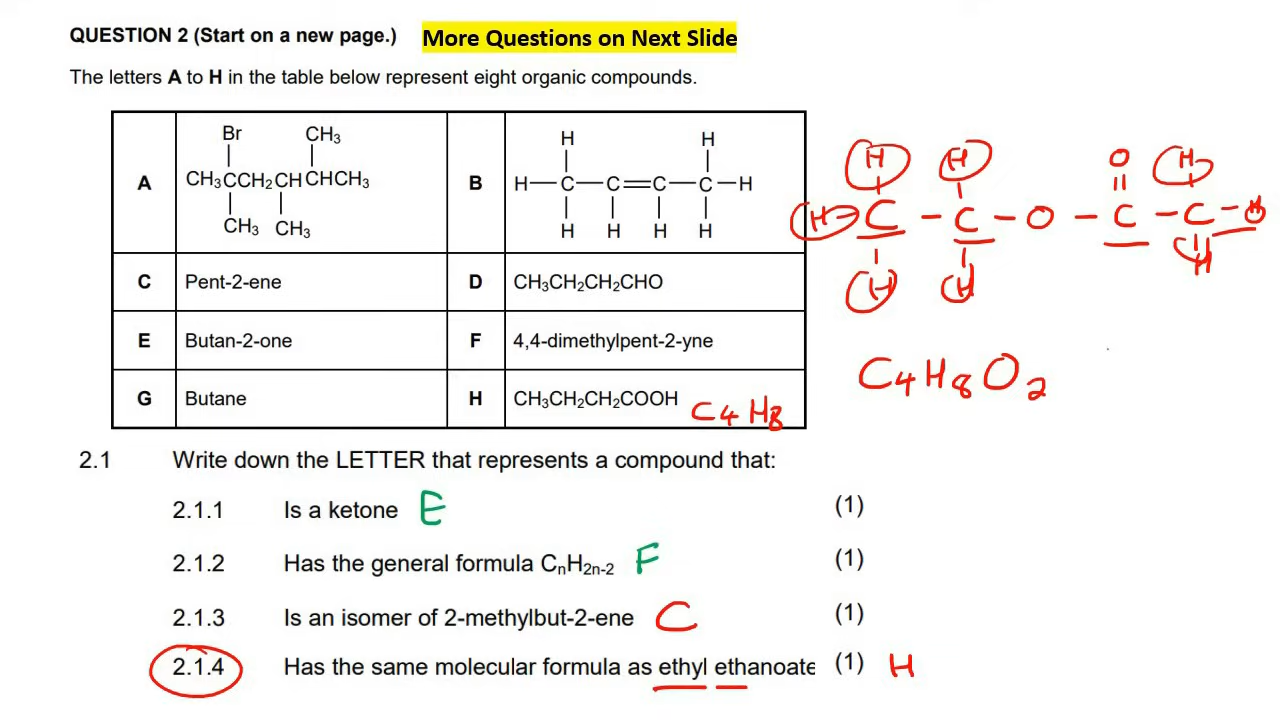 QUESTION 2 (Start on a new page.) More Questions on Next Slide
The letters A to H in the table below represent eight organic compounds.
A
Br CH₃
CH₃CCH₂CHCHCH₃
CH₃ CH₃
B
H H
H—C—C=C—C—H
H H H H
C Pent-2-ene
D CH₃CH₂CH₂CHO
E Butan-2-one
F 4,4-dimethylpent-2-yne
G Butane
H CH₃CH₂CH₂COOH C4 H8
H H O H
H-C-C-O-C-C-H
H H H
C4H8O2
2.1 Write down the LETTER that represents a compound that:
2.1.1 Is a ketone E (1)
2.1.2 Has the general formula CₙH₂ₙ₋₂ F (1)
2.1.3 Is an isomer of 2-methylbut-2-ene C (1)
2.1.4 Has the same molecular formula as ethyl ethanoate (1) H